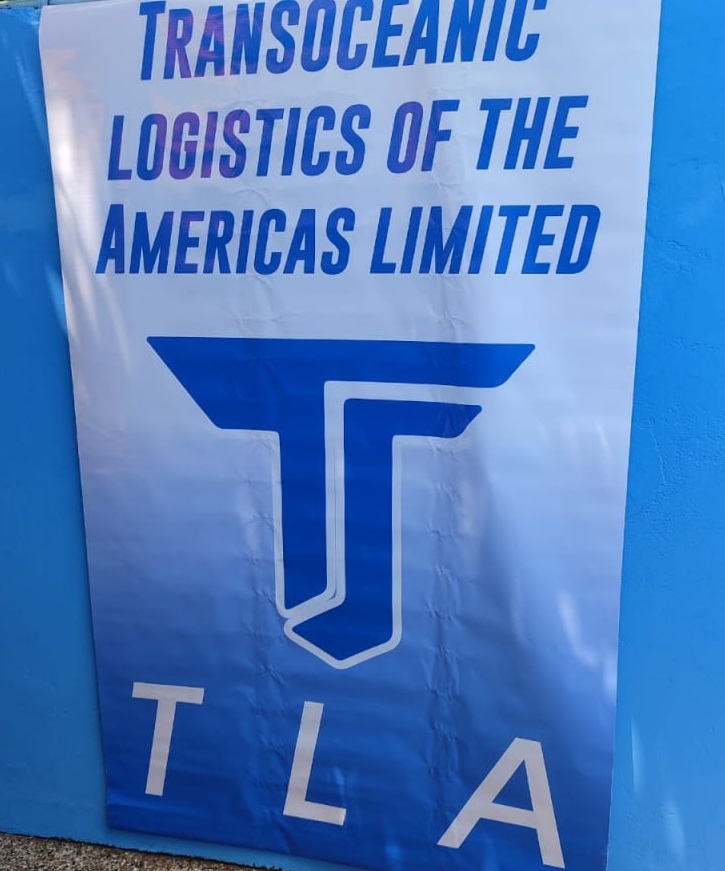 TRANSOCEANIC
LOGISTICS OF THE
AMERICAS LIMITED
T L A